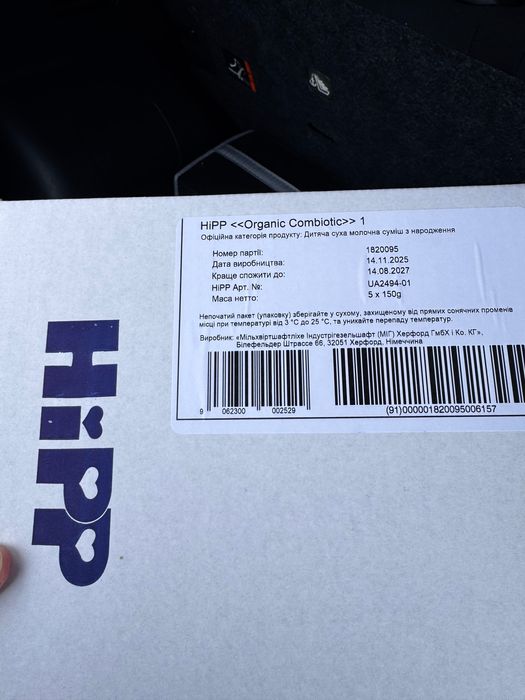 HiPP <<Organic Combiotic>> 1
Офіційна категорія продукту: Дитяча суха молочна суміш з народження
Номер партії: 1820095
Дата виробництва: 14.11.2025
Краще спожити до: 14.08.2027
HiPP Арт. №: UA2494-01
Маса нетто: 5 x 150g
Непочатий пакет (упаковку) зберігайте у сухому, захищеному від прямих сонячних променів
місці при температурі від 3 °C до 25 °C, та уникайте перепаду температур.
Виробник: «Мільхвіртшафтліхе Індустрігезельшафт (МІГ) Херфорд ГмбХ і Ко. КГ»,
Білефельдер Штрассе 66, 32051 Херфорд, Німеччина
9 062300 002529
(91)000001820095006157
HiPP